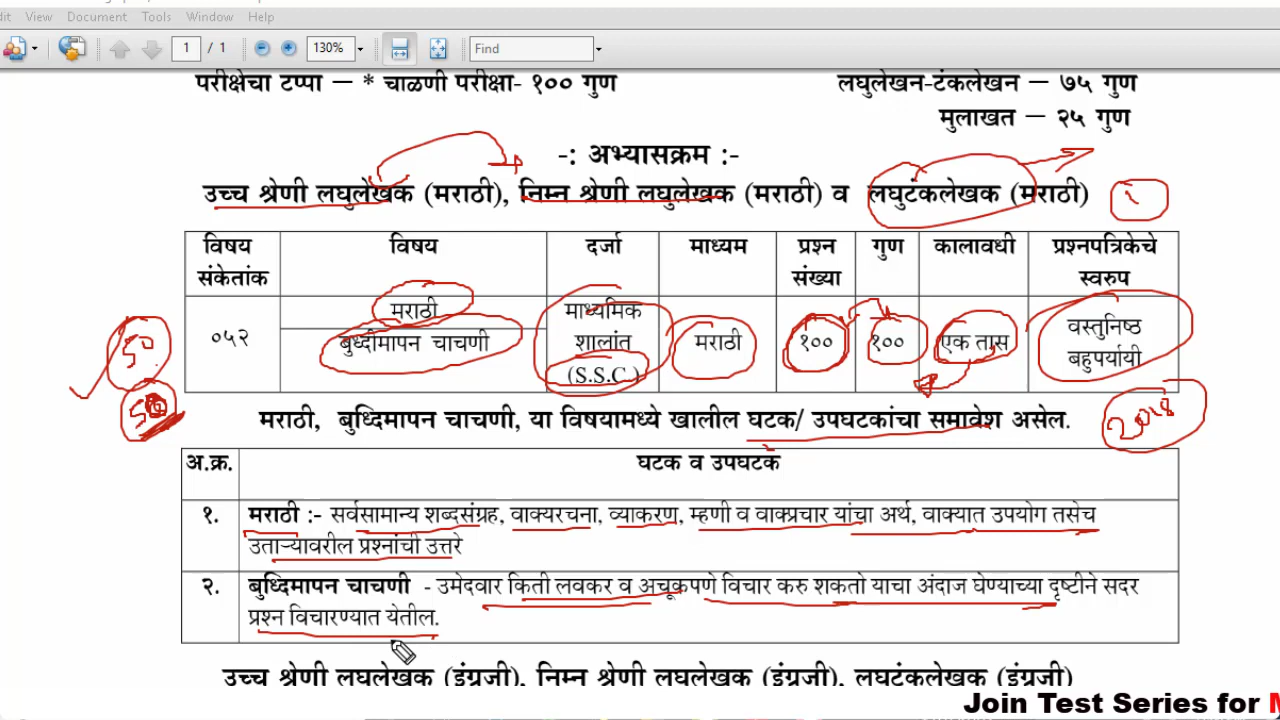 dit View Document Tools Window Help
1 / 1 130% Find
परीक्षेचा टप्पा – * चाळणी परीक्षा- १०० गुण
लघुलेखन-टंकलेखन – ७५ गुण
मुलाखत – २५ गुण
-: अभ्यासक्रम :-
उच्च श्रेणी लघुलेखक (मराठी), निम्न श्रेणी लघुलेखक (मराठी) व लघुटंकलेखक (मराठी)
विषय संकेतांक विषय दर्जा माध्यम प्रश्न संख्या गुण कालावधी प्रश्नपत्रिकेचे स्वरुप
०५२ मराठी बुध्दीमापन चाचणी माध्यमिक शालांत (S.S.C.) मराठी १०० १०० एक तास वस्तुनिष्ठ बहुपर्यायी
50
50
मराठी, बुध्दिमापन चाचणी, या विषयामध्ये खालील घटक/ उपघटकांचा समावेश असेल.
अ.क्र. घटक व उपघटक
१. मराठी :- सर्वसामान्य शब्दसंग्रह, वाक्यरचना, व्याकरण, म्हणी व वाक्प्रचार यांचा अर्थ, वाक्यात उपयोग तसेच
उताऱ्यावरील प्रश्नांची उत्तरे
२. बुध्दिमापन चाचणी - उमेदवार किती लवकर व अचूकपणे विचार करु शकतो याचा अंदाज घेण्याच्या दृष्टीने सदर
प्रश्न विचारण्यात येतील.
उच्च श्रेणी लघुलेखक (इंग्रजी), निम्न श्रेणी लघुलेखक (इंग्रजी), लघुटंकलेखक (इंग्रजी)
Join Test Series for M